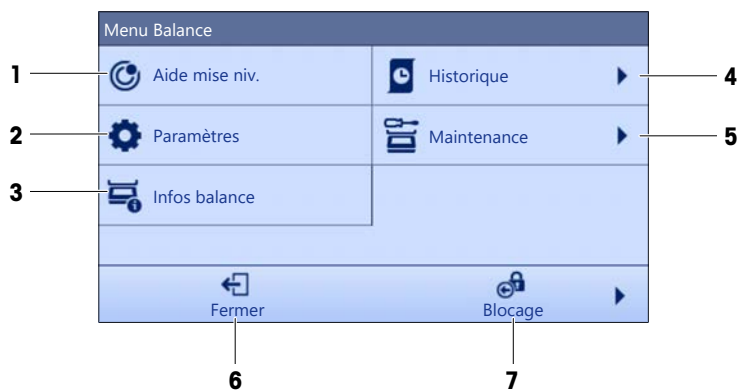 Menu Balance
1 Aide mise niv. Historique 4
2 Paramètres Maintenance 5
3 Infos balance
Fermer Blocage
6 7